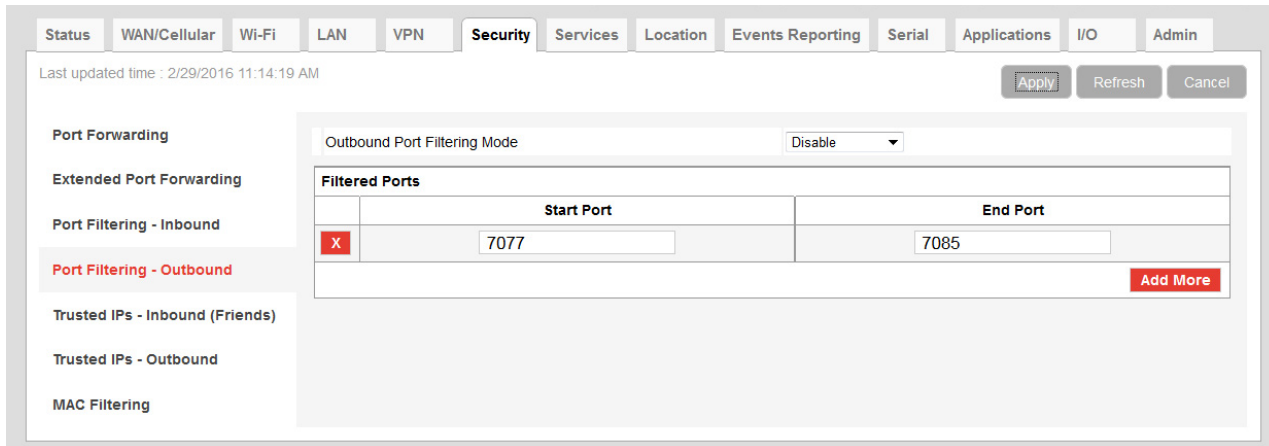 Status WAN/Cellular Wi-Fi LAN VPN Security Services Location Events Reporting Serial Applications I/O Admin
Last updated time : 2/29/2016 11:14:19 AM
Apply Refresh Cancel
Port Forwarding
Extended Port Forwarding
Port Filtering - Inbound
Port Filtering - Outbound
Trusted IPs - Inbound (Friends)
Trusted IPs - Outbound
MAC Filtering
Outbound Port Filtering Mode Disable
Filtered Ports
Start Port End Port
X 7077 7085
Add More